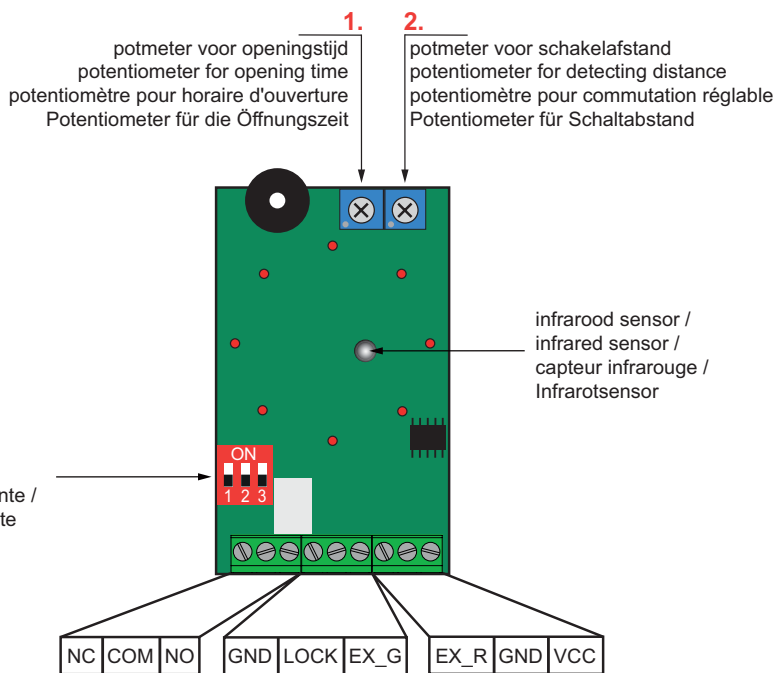 1.
potmeter voor openingstijd
potentiometer for opening time
potentiomètre pour horaire d'ouverture
Potentiometer für die Öffnungszeit
2.
potmeter voor schakelafstand
potentiometer for detecting distance
potentiomètre pour commutation réglable
Potentiometer für Schaltabstand
infrarood sensor /
infrared sensor /
capteur infrarouge /
Infrarotsensor
nte /
te
ON
1 2 3
NC COM NO
GND LOCK EX_G
EX_R GND VCC